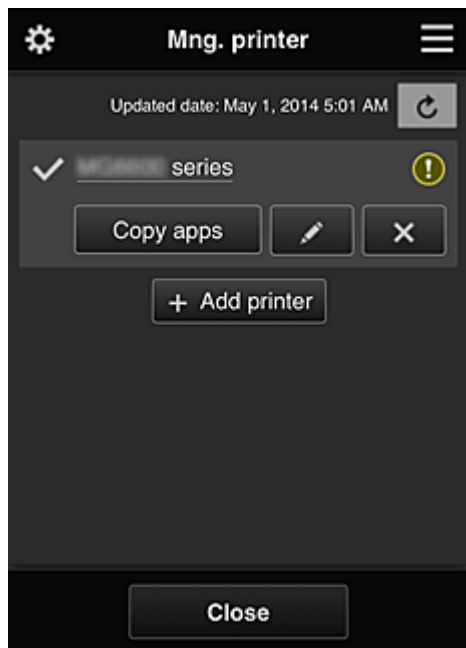 Mng. printer
Updated date: May 1, 2014 5:01 AM
series
Copy apps
+ Add printer
Close